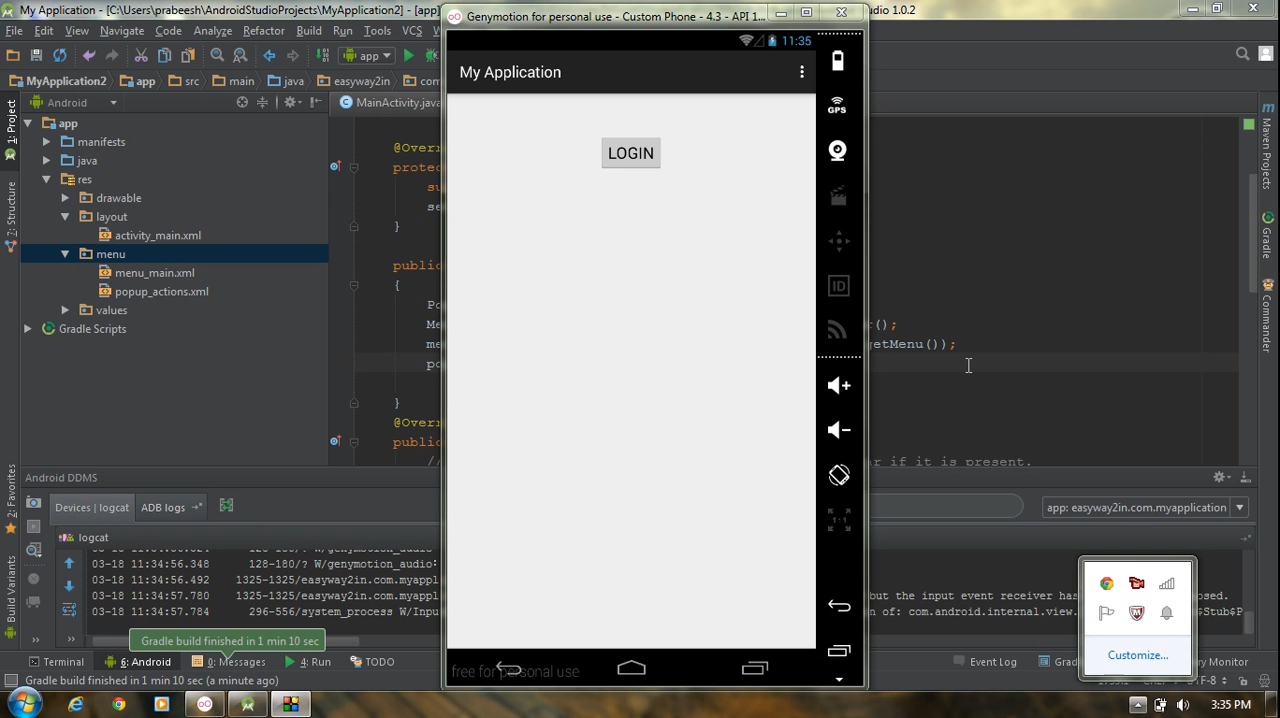 My Application - [C:\Users\prabeesh\AndroidStudioProjects\MyApplication2] - [app]
Genymotion for personal use - Custom Phone - 4.3 - API 1...
File Edit View Navigate Code Analyze Refactor Build Run Tools VCS
app
MyApplication2 app src main java easyway2in
Android
MainActivity.java
11:35
My Application
GPS
LOGIN
ID
1:1
free for personal use
1: Project
7: Structure
2: Favorites
Build Variants
app
manifests
java
res
drawable
layout
activity_main.xml
menu
menu_main.xml
popup_actions.xml
values
Gradle Scripts
}
public
{
getMenu());
}
public
//
ar if it is present.
Maven Projects
Gradle
Commander
Android DDMS
Devices | logcat ADB logs
app: easyway2in.com.myapplication
logcat
03-18 11:34:56.348 128-180/? W/genymotion_audio:
03-18 11:34:56.492 1325-1325/easyway2in.com.myappl
03-18 11:34:57.780 1325-1325/easyway2in.com.myappl
but the input event receiver has
03-18 11:34:57.784 296-556/system_process W/Inpu
n of: com.android.internal.view.
Gradle build finished in 1 min 10 sec
Terminal 6: Android 0: Messages 4: Run TODO Event Log
Gradle build finished in 1 min 10 sec (a minute ago)
Customize...
3:35 PM